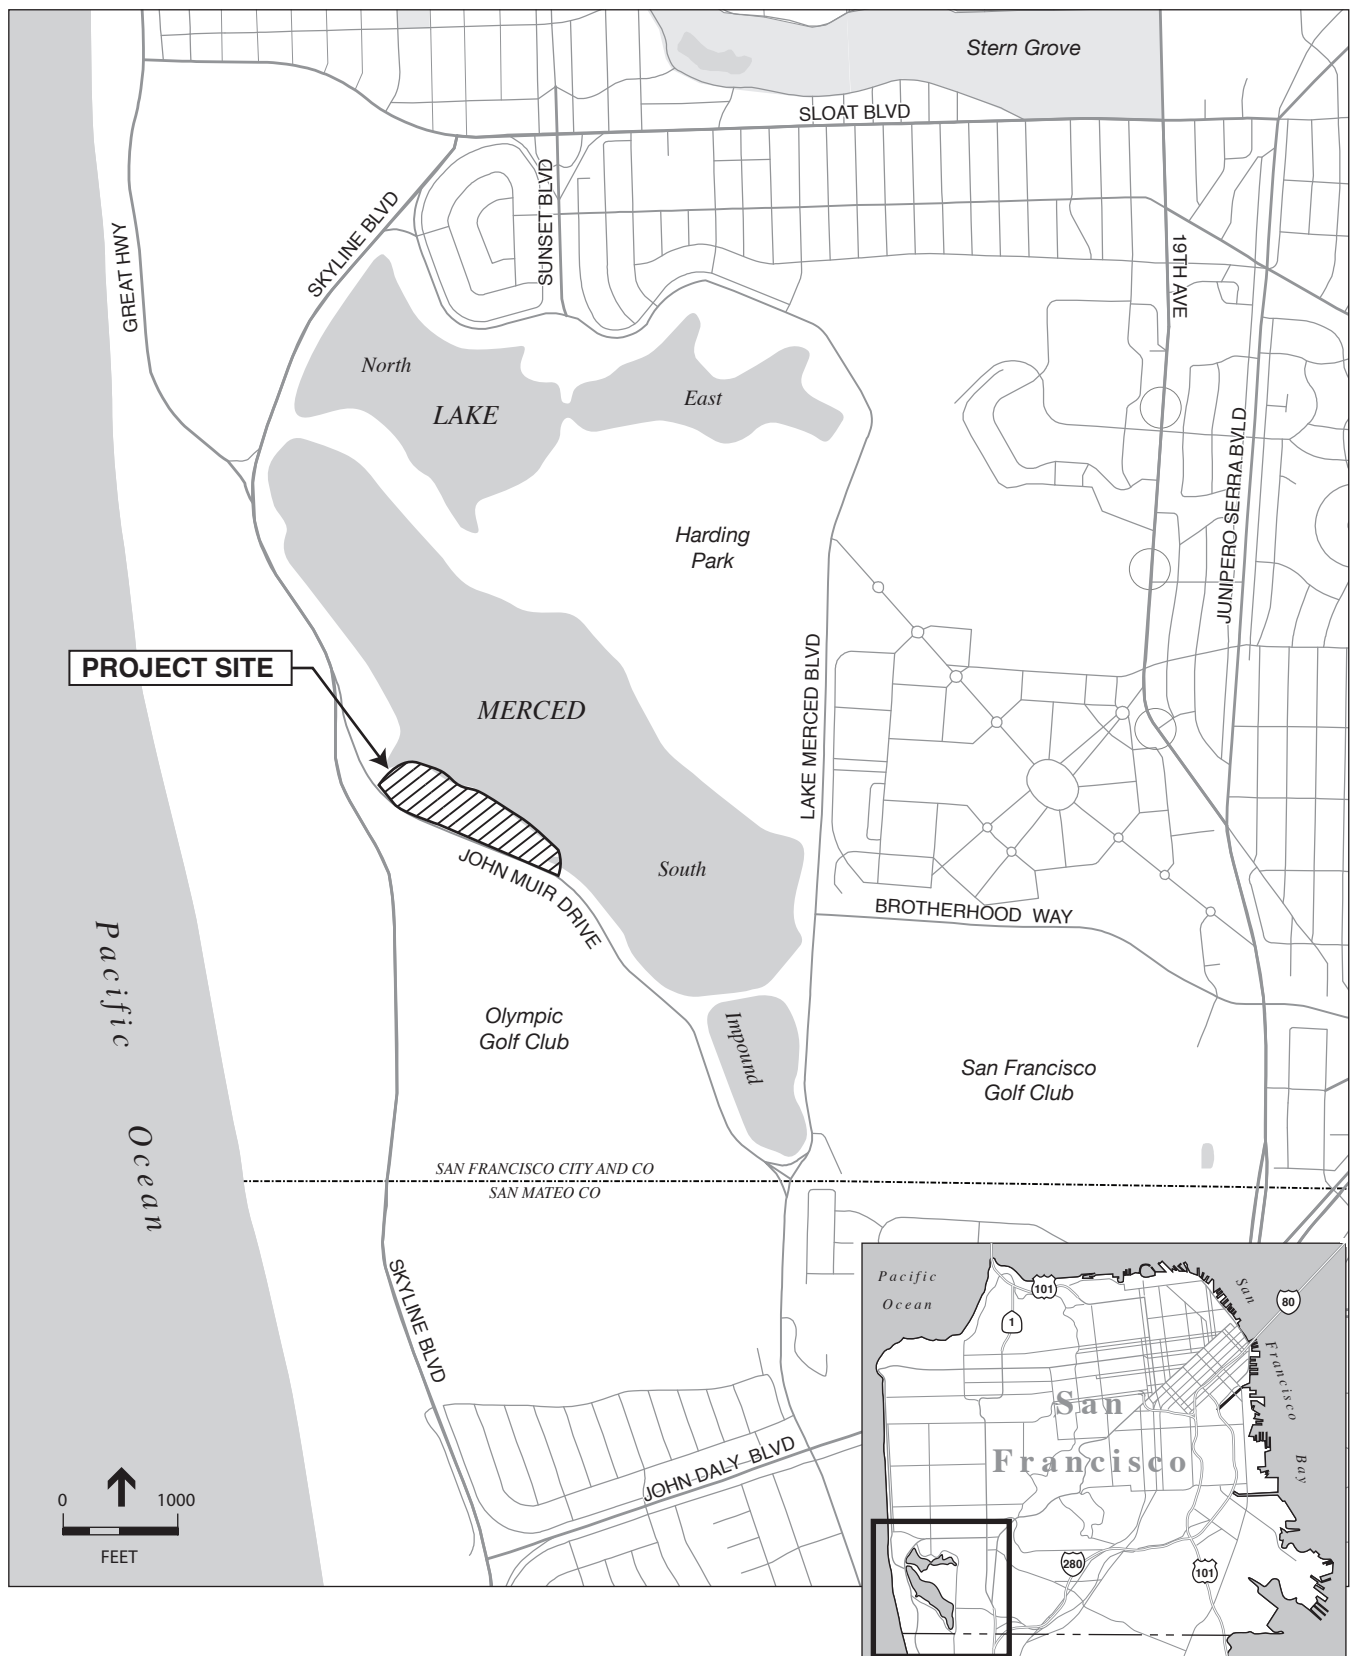 Stern Grove
SLOAT BLVD
SKYLINE BLVD
SUNSET BLVD
GREAT HWY
19TH AVE
North
LAKE
East
JUNIPERO SERRA BVLD
Harding
Park
PROJECT SITE
MERCED
LAKE MERCED BLVD
South
JOHN MUIR DRIVE
BROTHERHOOD WAY
Pacific
Ocean
Olympic
Golf Club
Impound
San Francisco
Golf Club
SAN FRANCISCO CITY AND CO
SAN MATEO CO
SKYLINE BLVD
JOHN DALY BLVD
0 1000
FEET
Pacific
Ocean
101
1
San
Francisco
Bay
80
San
Francisco
280
101